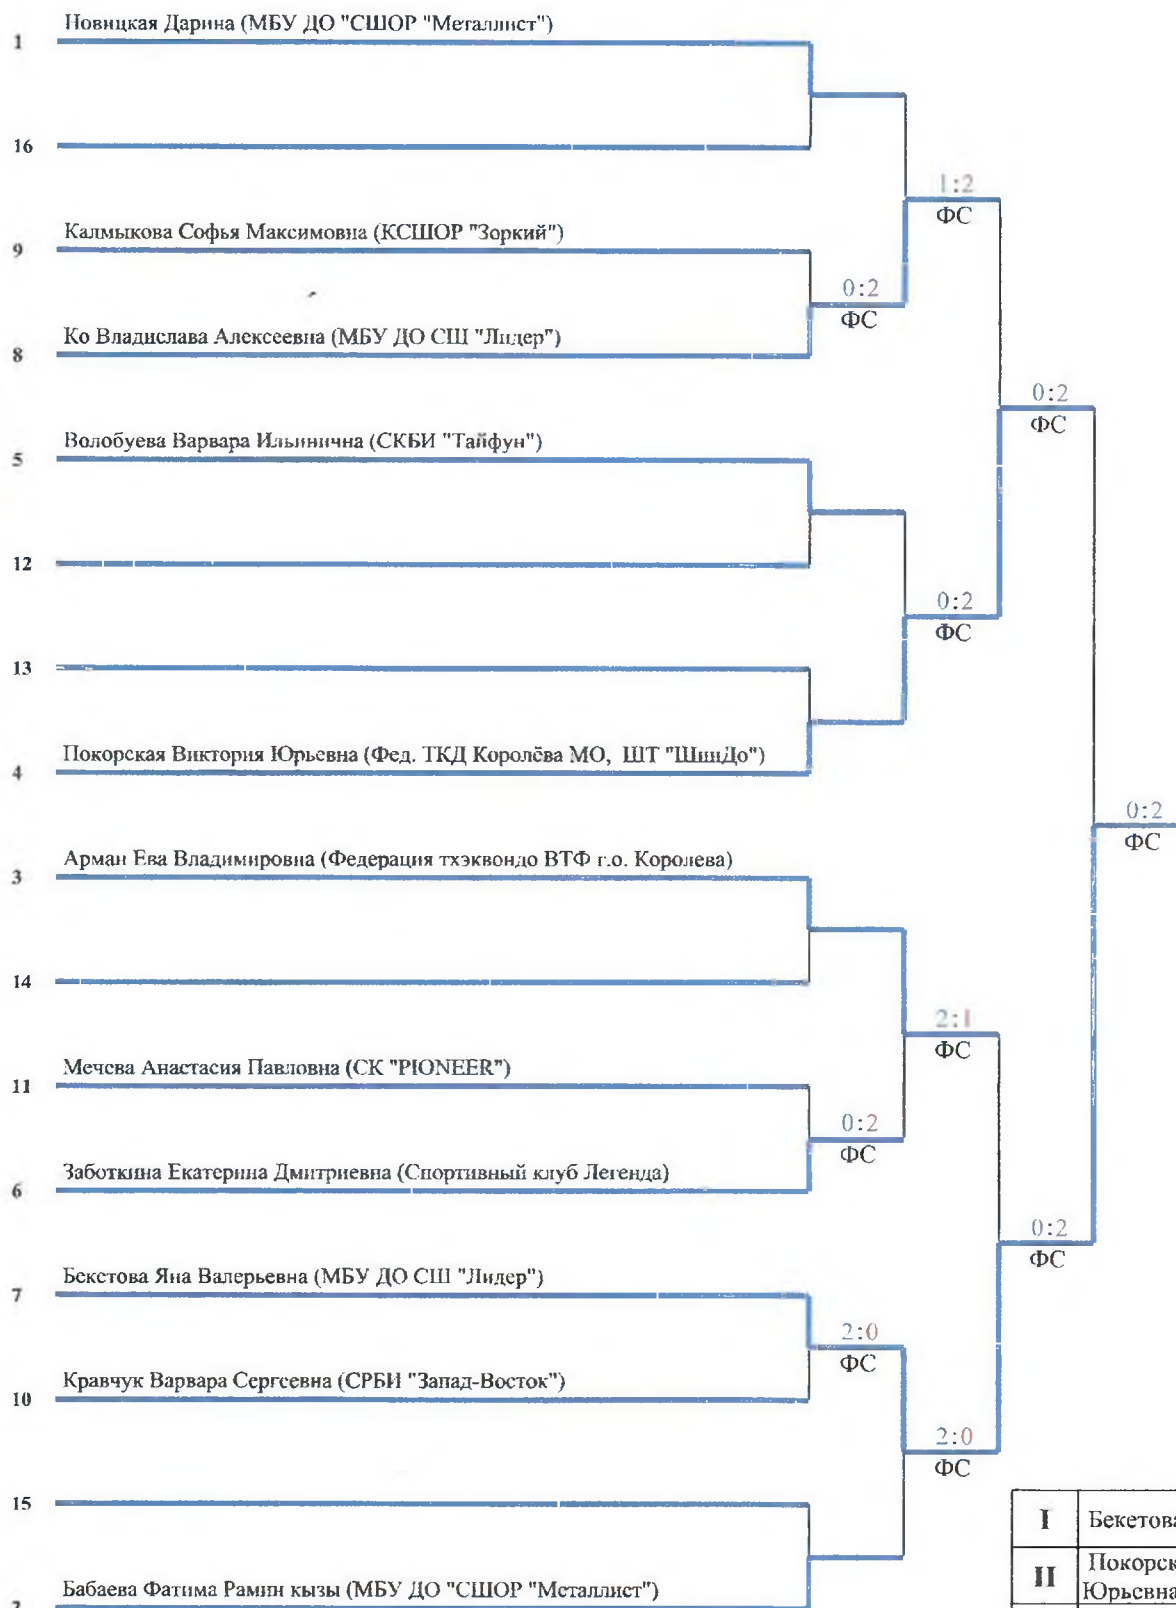 Новицкая Дарина (МБУ ДО "СШОР "Металлист")
1
16
1:2
ФС
Калмыкова Софья Максимовна (КСШОР "Зоркий")
9
0:2
ФС
Ко Владислава Алексеевна (МБУ ДО СШ "Лидер")
8
0:2
ФС
Волобуева Варвара Ильинична (СКБИ "Тайфун")
5
12
0:2
ФС
13
Покорская Виктория Юрьевна (Фед. ТКД Королёва МО, ШТ "ШинДо")
4
0:2
ФС
Арман Ева Владимировна (Федерация тхэквондо ВТФ г.о. Королева)
3
14
2:1
ФС
Мечева Анастасия Павловна (СК "PIONEER")
11
0:2
ФС
Заботкина Екатерина Дмитриевна (Спортивный клуб Легенда)
6
0:2
ФС
Бекетова Яна Валерьевна (МБУ ДО СШ "Лидер")
7
2:0
ФС
Кравчук Варвара Сергеевна (СРБИ "Запад-Восток")
10
2:0
ФС
15
I Бекетова
II Покорск
Юрьевна
Бабаева Фатима Рамин кызы (МБУ ДО "СШОР "Металлист")
2